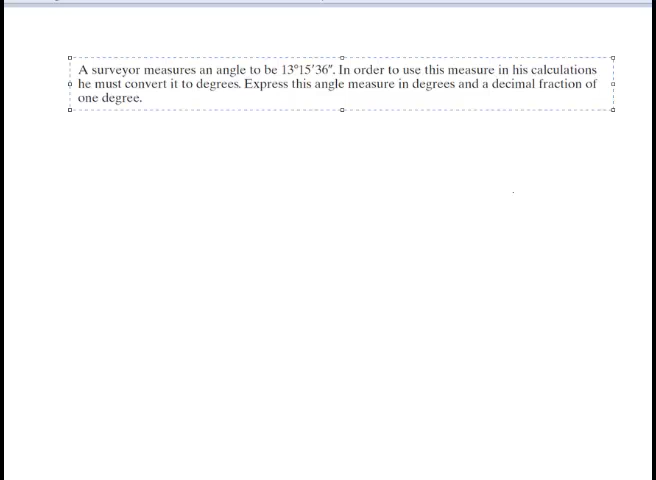 A surveyor measures an angle to be 13°15′36″. In order to use this measure in his calculations
he must convert it to degrees. Express this angle measure in degrees and a decimal fraction of
one degree.